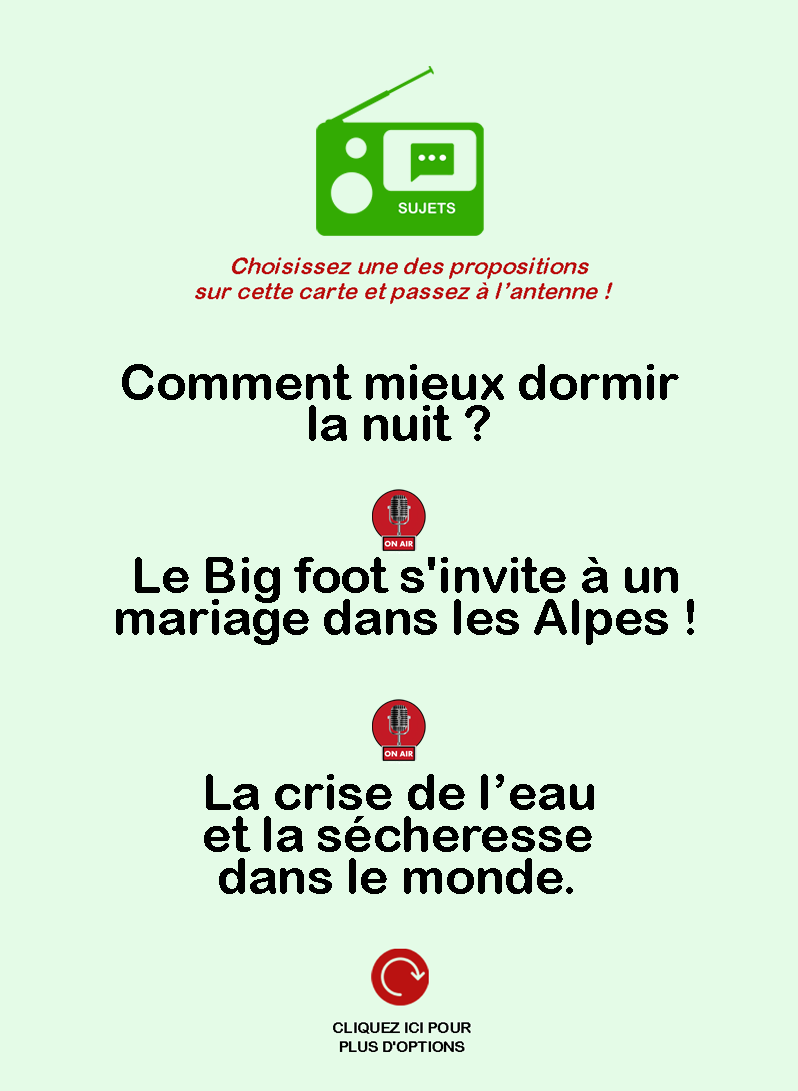 SUJETS
Choisissez une des propositions
sur cette carte et passez à l’antenne !
Comment mieux dormir
la nuit ?
ON AIR
Le Big foot s'invite à un
mariage dans les Alpes !
ON AIR
La crise de l’eau
et la sécheresse
dans le monde.
CLIQUEZ ICI POUR
PLUS D'OPTIONS